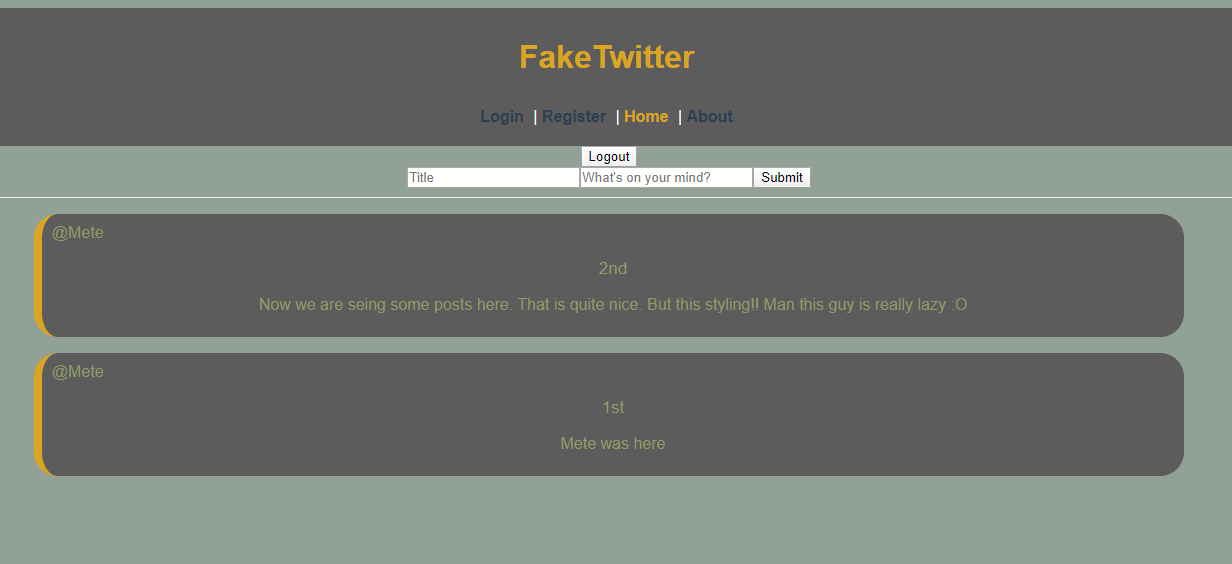 FakeTwitter
Login | Register | Home | About
Logout
Title What's on your mind? Submit
@Mete
2nd
Now we are seing some posts here. That is quite nice. But this styling!! Man this guy is really lazy :O
@Mete
1st
Mete was here